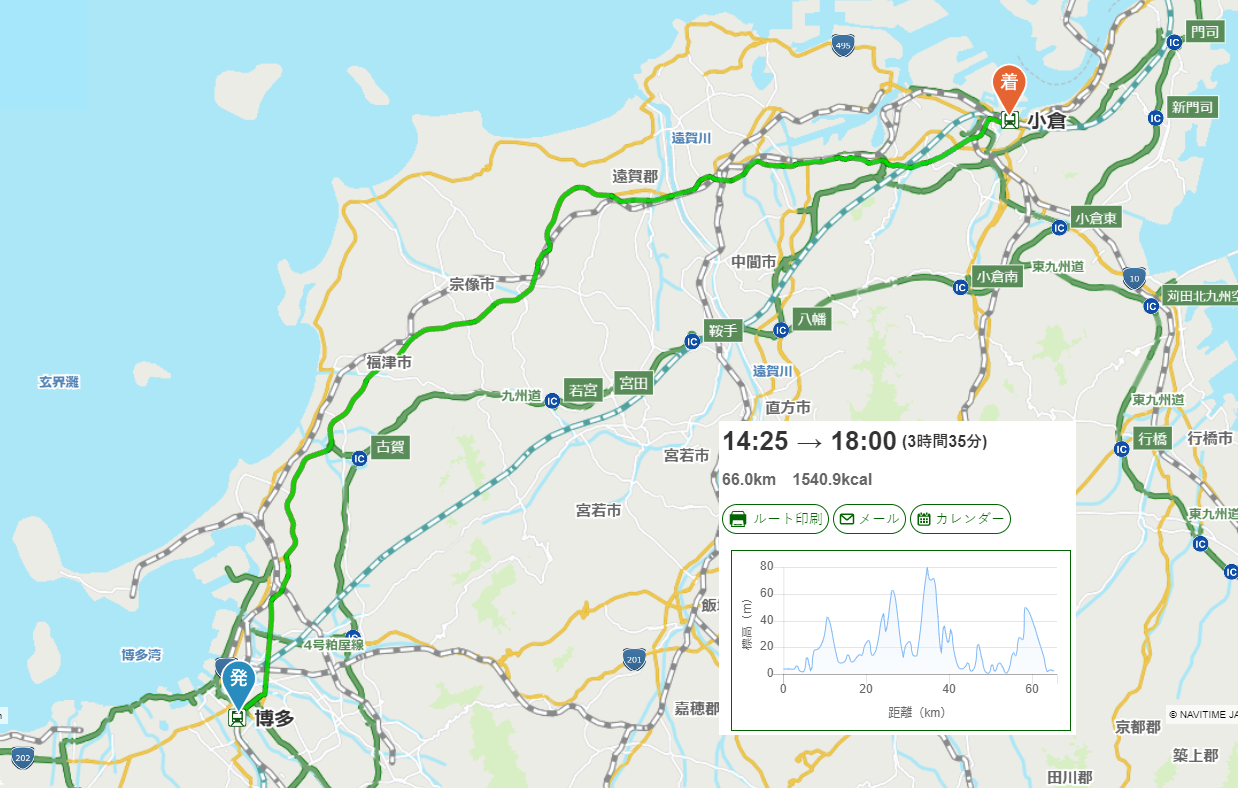 門司
495
着
新門司
小倉
遠賀川
遠賀郡
小倉東
中間市
東九州道
小倉南
10
宗像市
苅田北九州空
八幡
鞍手
福津市
玄界灘
遠賀川
宮田
若宮
九州道
直方市
東九州道
古賀
行橋
行橋市
宮若市
宮若市
東九州道
14:25 → 18:00 (3時間35分)
66.0km 1540.9kcal
ルート印刷 メール カレンダー
80
60
40
20
0
標高（m）
0 20 40 60
距離（km）
4号粕屋線
博多湾
201
発
博多
嘉穂郡
202
© NAVITIME JA
京都郡
築上郡
田川郡
IC
IC
IC
IC
IC
IC
IC
IC
IC
IC
IC
IC